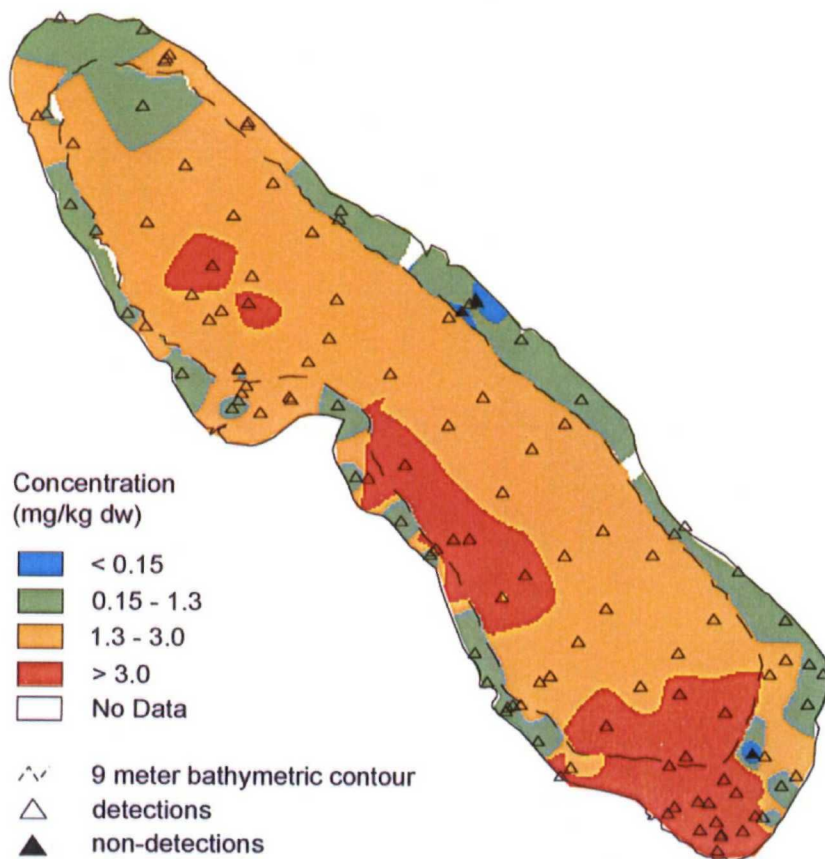 Concentration
(mg/kg dw)
< 0.15
0.15 - 1.3
1.3 - 3.0
> 3.0
No Data
9 meter bathymetric contour
detections
non-detections